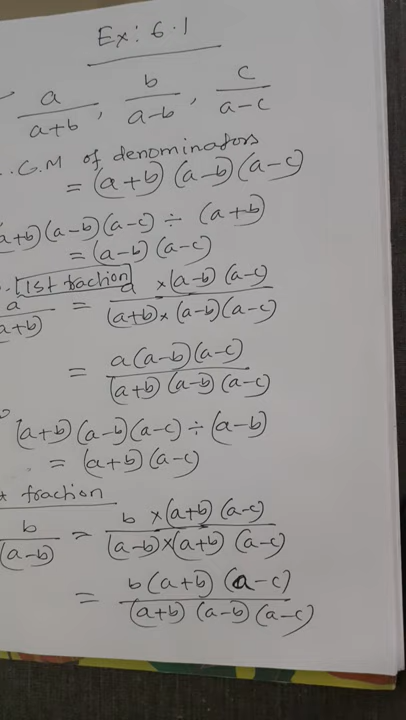 Ex: 6.1
a/(a+b), b/(a-b), c/(a-c)
.C.M of denominators
= (a+b) (a-b) (a-c)
a+b) (a-b) (a-c) ÷ (a+b)
= (a-b) (a-c)
1st fraction
a/(a+b) = a ×(a-b) (a-c)/(a+b)×(a-b)(a-c)
= a(a-b)(a-c)/(a+b) (a-b) (a-c)
(a+b) (a-b) (a-c) ÷ (a-b)
= (a+b) (a-c)
fraction
b/(a-b) = b ×(a+b) (a-c)/(a-b)×(a+b) (a-c)
= b(a+b) (a-c)/(a+b) (a-b) (a-c)